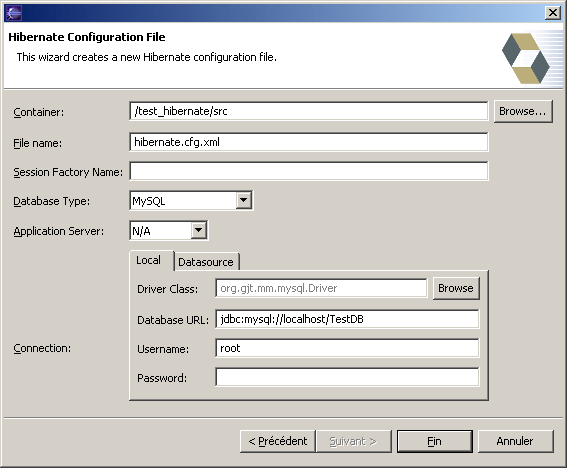 Hibernate Configuration File
This wizard creates a new Hibernate configuration file.
Container: /test_hibernate/src Browse...
File name: hibernate.cfg.xml
Session Factory Name:
Database Type: MySQL
Application Server: N/A
Local Datasource
Driver Class: org.gjt.mm.mysql.Driver Browse
Database URL: jdbc:mysql://localhost/TestDB
Connection:
Username: root
Password:
< Précédent Suivant > Fin Annuler